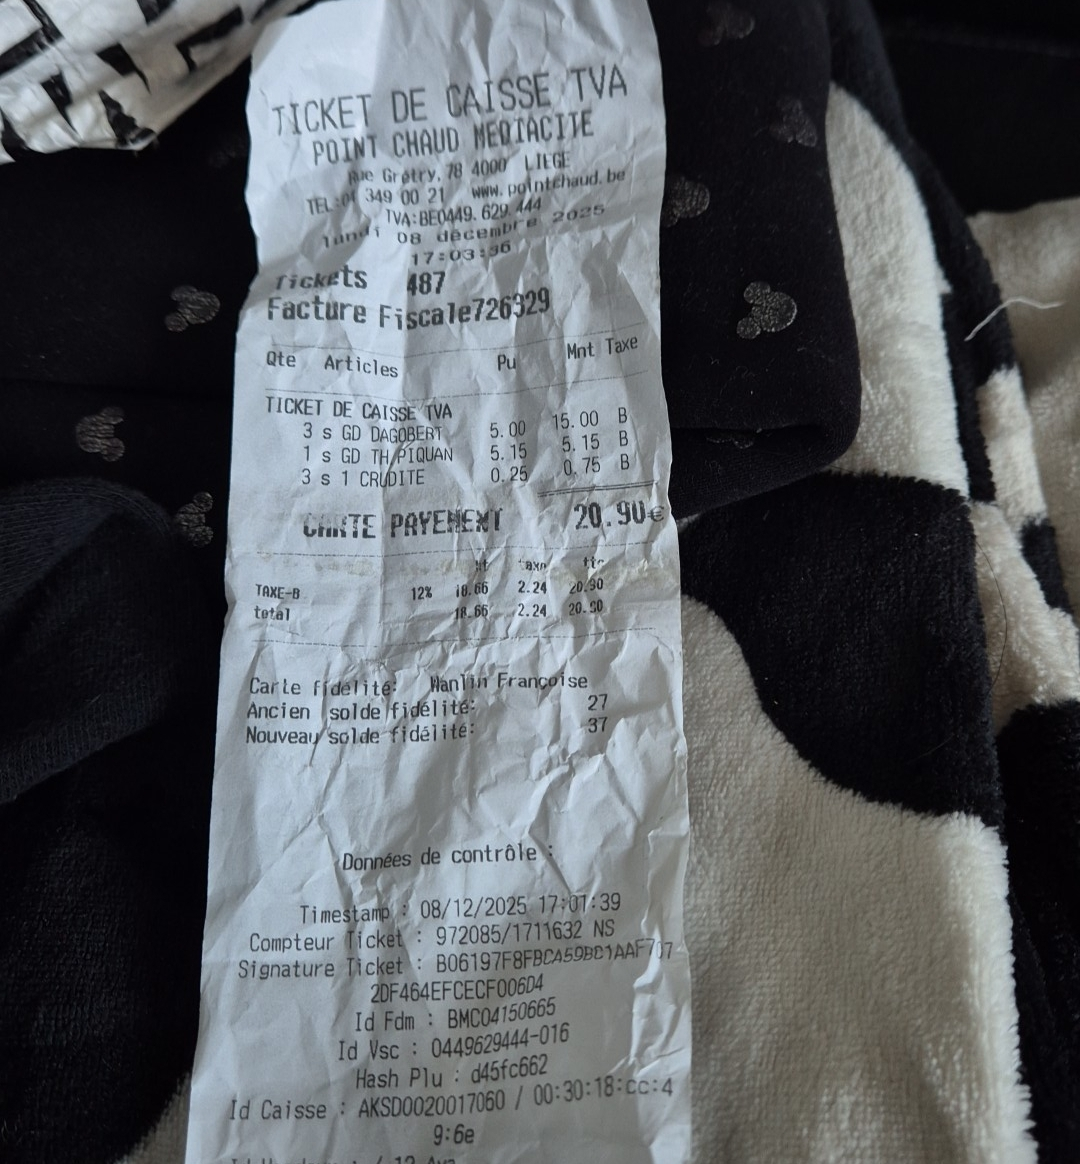 TICKET DE CAISSE TVA
POINT CHAUD MEDIACITE
Rue Grétry, 78 4000 LIEGE
TEL:04 349 00 21 www.pointchaud.be
TVA:BE0449.629.444
lundi 08 décembre 2025
17:03:36
Tickets 487
Facture Fiscale726329
Qte Articles Pu Mnt Taxe
TICKET DE CAISSE TVA
3 s GD DAGOBERT 5.00 15.00 B
1 s GD TH/PIQUAN 5.15 5.15 B
3 s 1 CRUDITE 0.25 0.75 B
CARTE PAYEMENT 20.90€
ht taxe ttc
TAXE-B 12% 18.66 2.24 20.90
total 18.66 2.24 20.90
Carte fidélité: Wanlin Françoise
Ancien solde fidélité: 27
Nouveau solde fidélité: 37
Données de contrôle :
Timestamp : 08/12/2025 17:01:39
Compteur Ticket : 972085/1711632 NS
Signature Ticket : B06197F8FBCA59BD1AAF707
2DF464EFCECF006D4
Id Fdm : BMC04150665
Id Vsc : 0449629444-016
Hash Plu : d45fc662
Id Caisse : AKSD0020017060 / 00:30:18:cc:4
9:6e